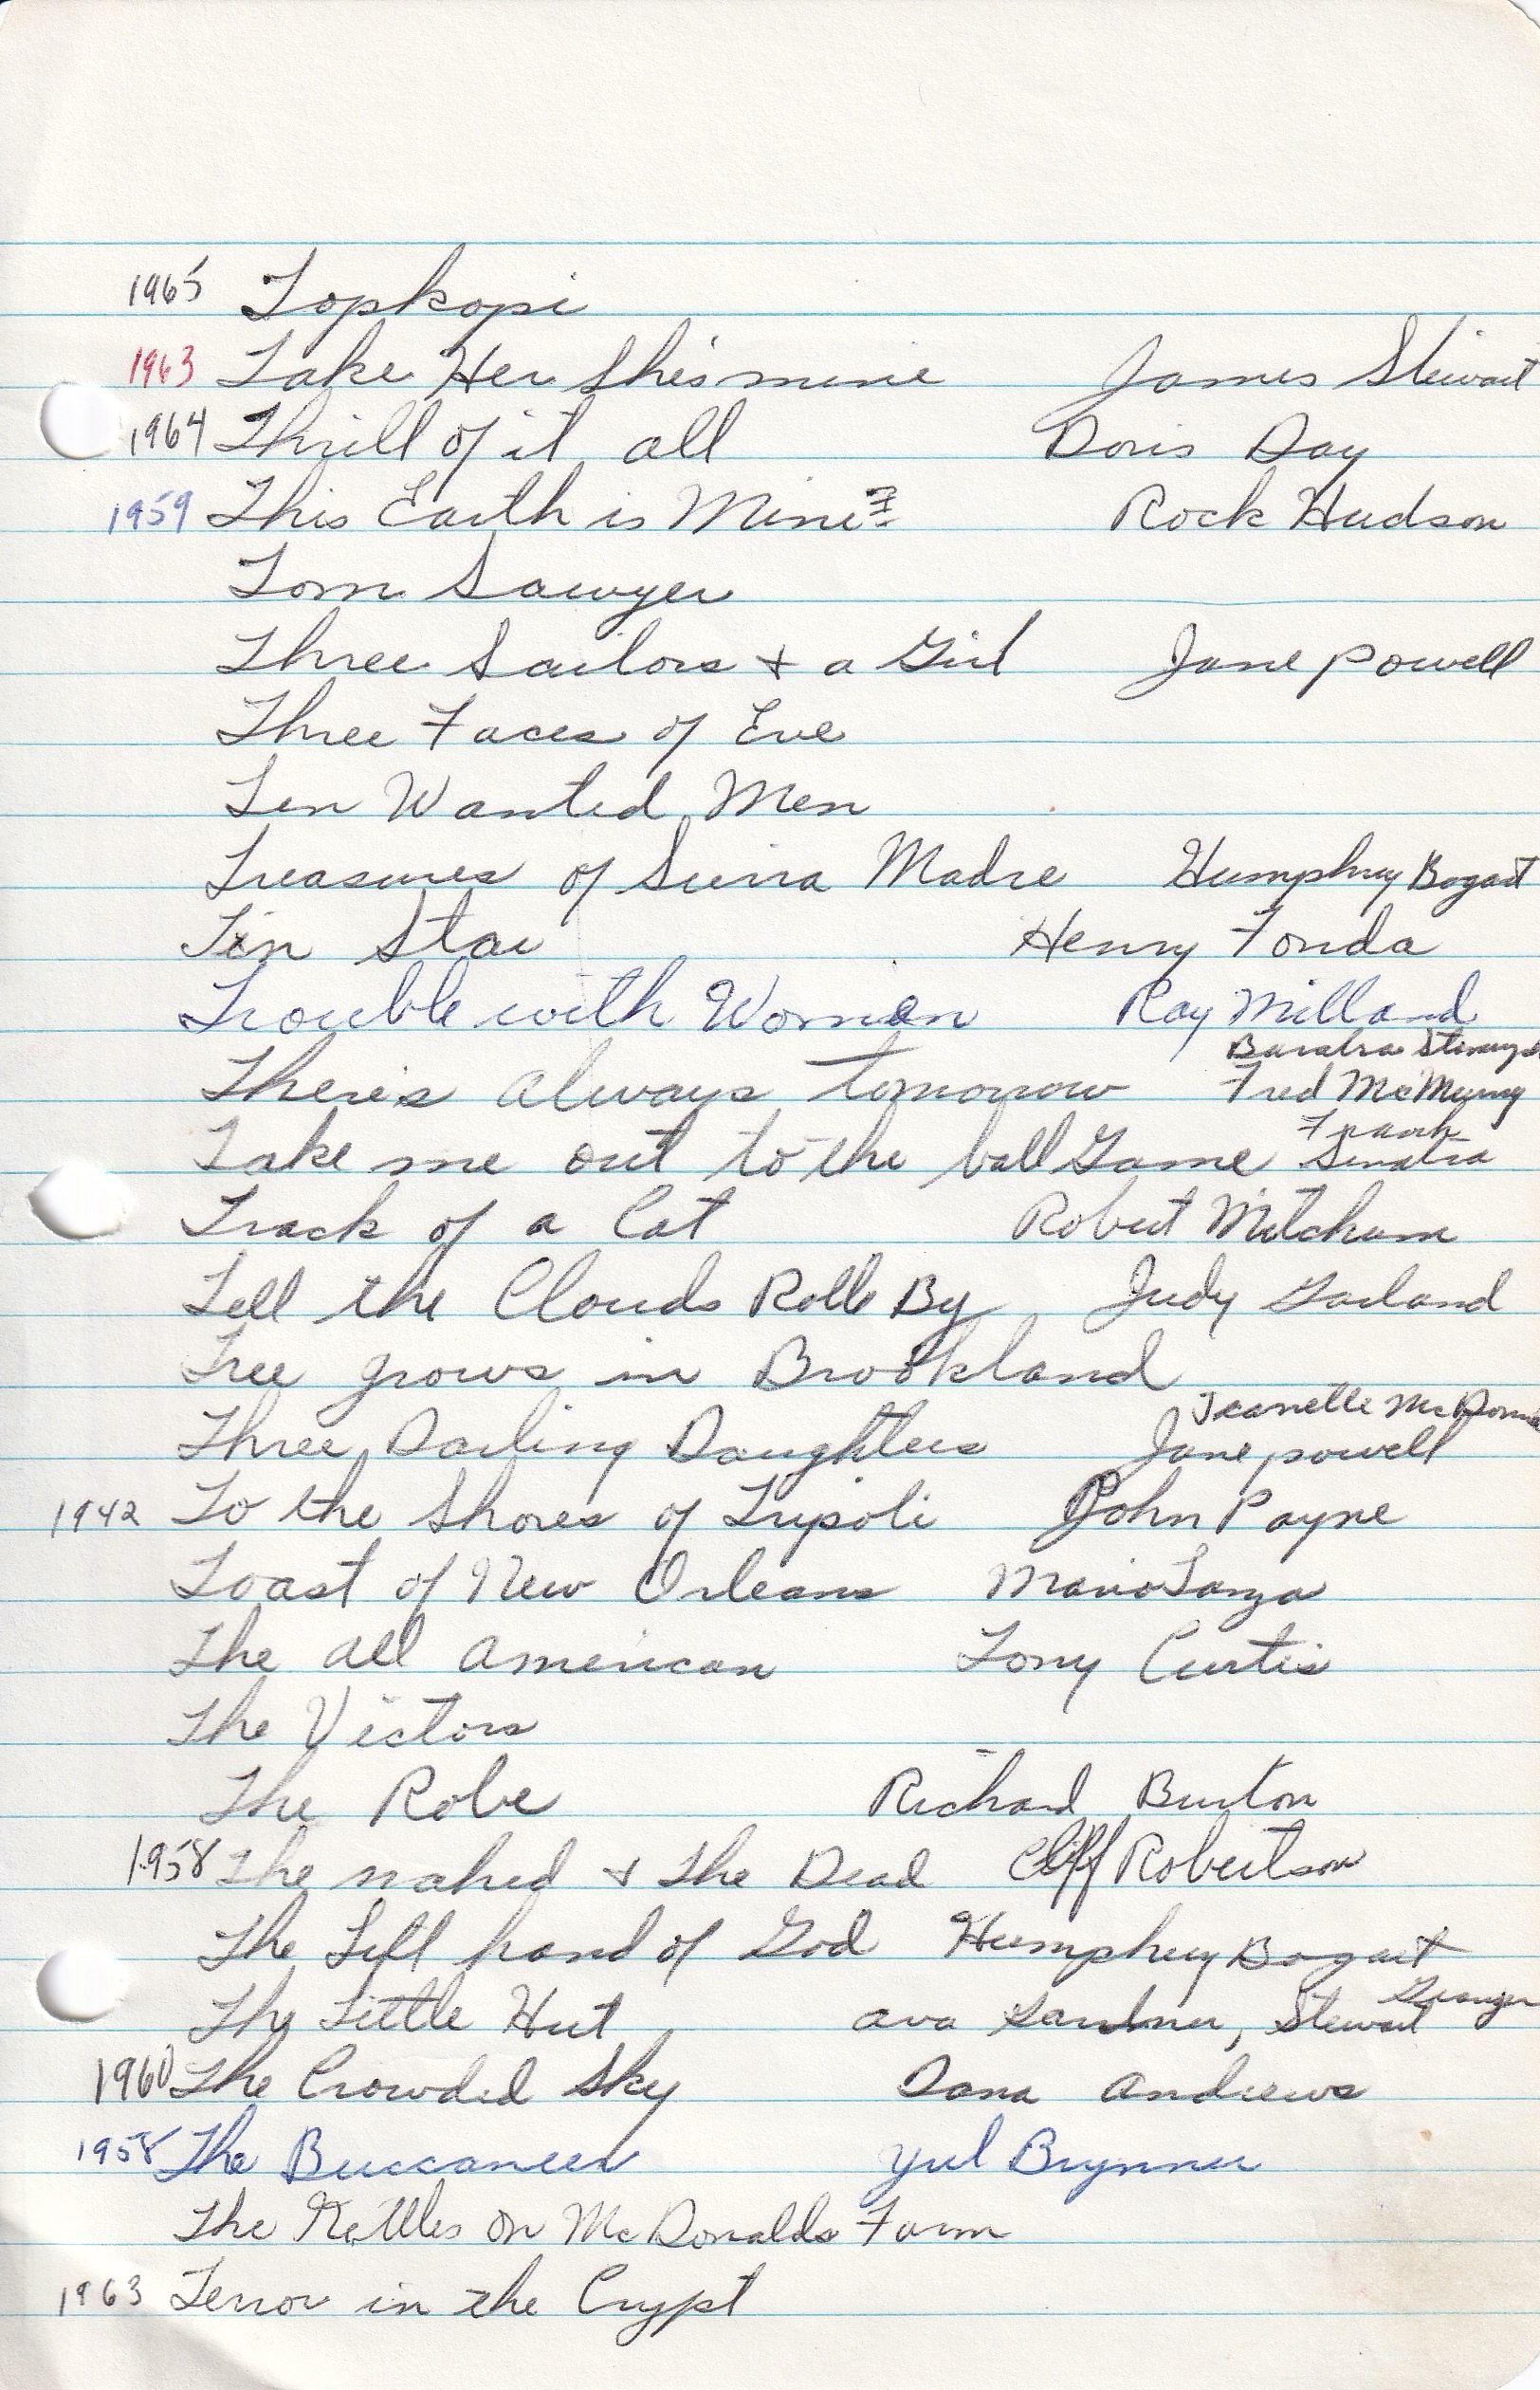 1965 Topkopi
1963 Take Her She's mine James Stewart
1964 Thrill of it all Doris Day
1959 This Earth is Mine Rock Hudson
Tom Sawyer
Three Sailors + a Girl Jane Powell
Three Faces of Eve
Ten Wanted Men
Treasures of Sierra Madre Humphrey Bogart
Tin Star Henry Fonda
Trouble with Women Ray Milland
Barabra
There's always tomorrow Fred McMurray
Frank
Take me out to the ball Game Sinatra
Track of a Cat Robert Mitchum
Tell the Clouds Rolle By Judy Garland
Tree grows in Brookland
Jeanette
Three Darling Daughters Jane powell
1942 To the Shores of Tripoli John Payne
Toast of New Orleans Mario Lanza
The all american Tony Curtis
The Victors
The Robe Richard Burton
1958 The naked + the Dead Cliff Robertson
The Left hand of God Humphrey Bogart
Granger
The Little Hut ava Gardner, Stewart
1960 The Crowded Sky Dana andrews
1958 The Buccaneer Yul Brynner
The Kettles on McDonalds Farm
1963 Terror in the Crypt